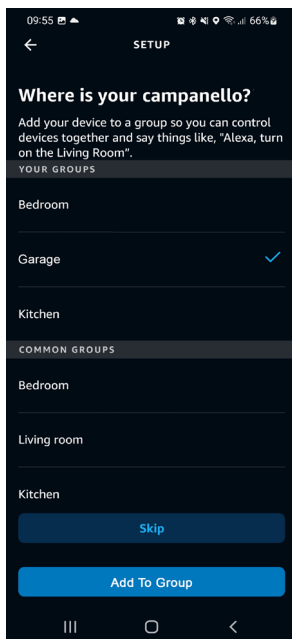 09:55 66%
SETUP
Where is your campanello?
Add your device to a group so you can control
devices together and say things like, "Alexa, turn
on the Living Room".
YOUR GROUPS
Bedroom
Garage
Kitchen
COMMON GROUPS
Bedroom
Living room
Kitchen
Skip
Add To Group